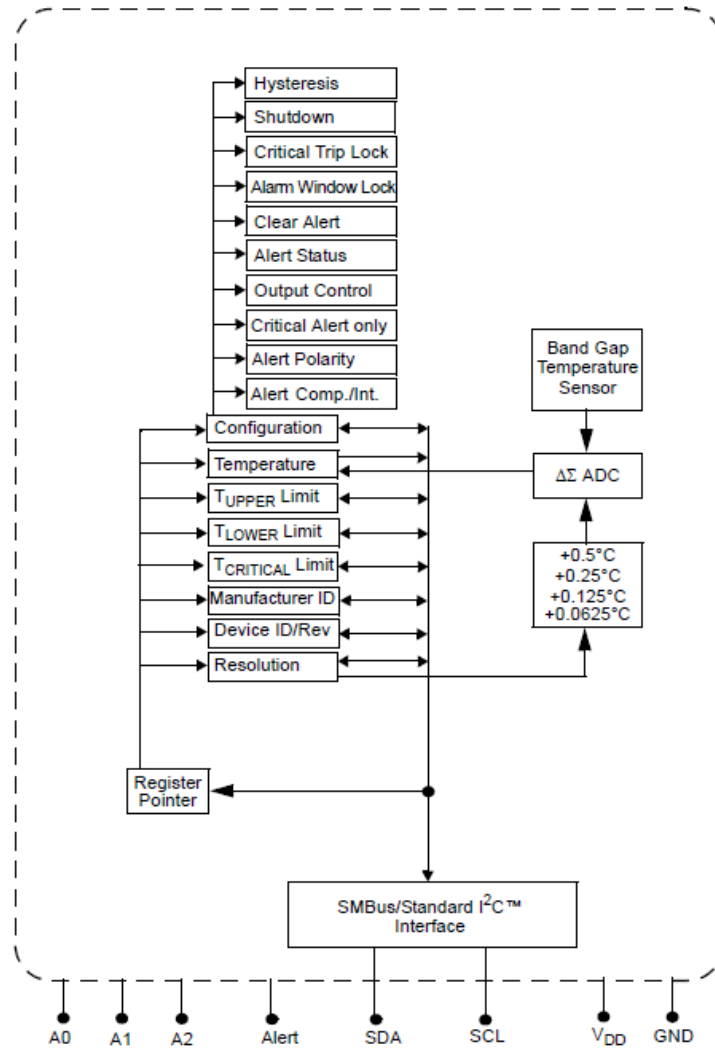 Hysteresis
Shutdown
Critical Trip Lock
Alarm Window Lock
Clear Alert
Alert Status
Output Control
Critical Alert only
Alert Polarity
Alert Comp./Int.
Configuration
Temperature
TUPPER Limit
TLOWER Limit
TCRITICAL Limit
Manufacturer ID
Device ID/Rev
Resolution
Band Gap
Temperature
Sensor
ΔΣ ADC
+0.5°C
+0.25°C
+0.125°C
+0.0625°C
Register
Pointer
SMBus/Standard I²C™
Interface
A0 A1 A2 Alert SDA SCL VDD GND